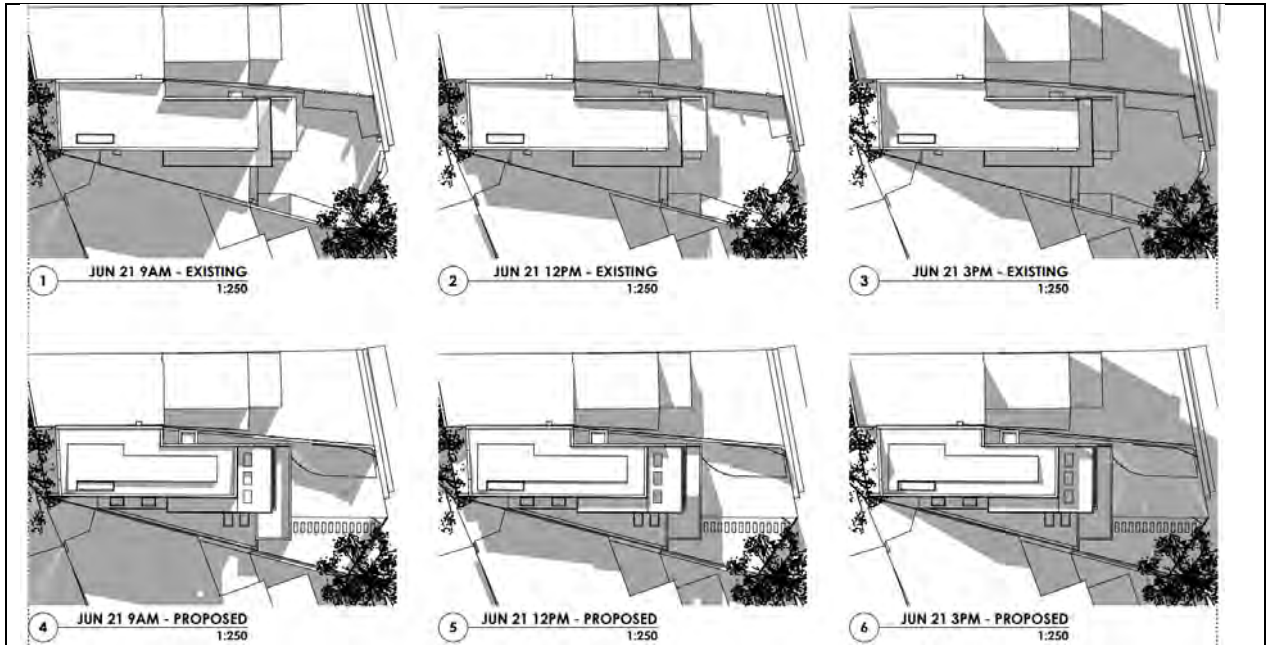 1 JUN 21 9AM - EXISTING
1:250
2 JUN 21 12PM - EXISTING
1:250
3 JUN 21 3PM - EXISTING
1:250
4 JUN 21 9AM - PROPOSED
1:250
5 JUN 21 12PM - PROPOSED
1:250
6 JUN 21 3PM - PROPOSED
1:250